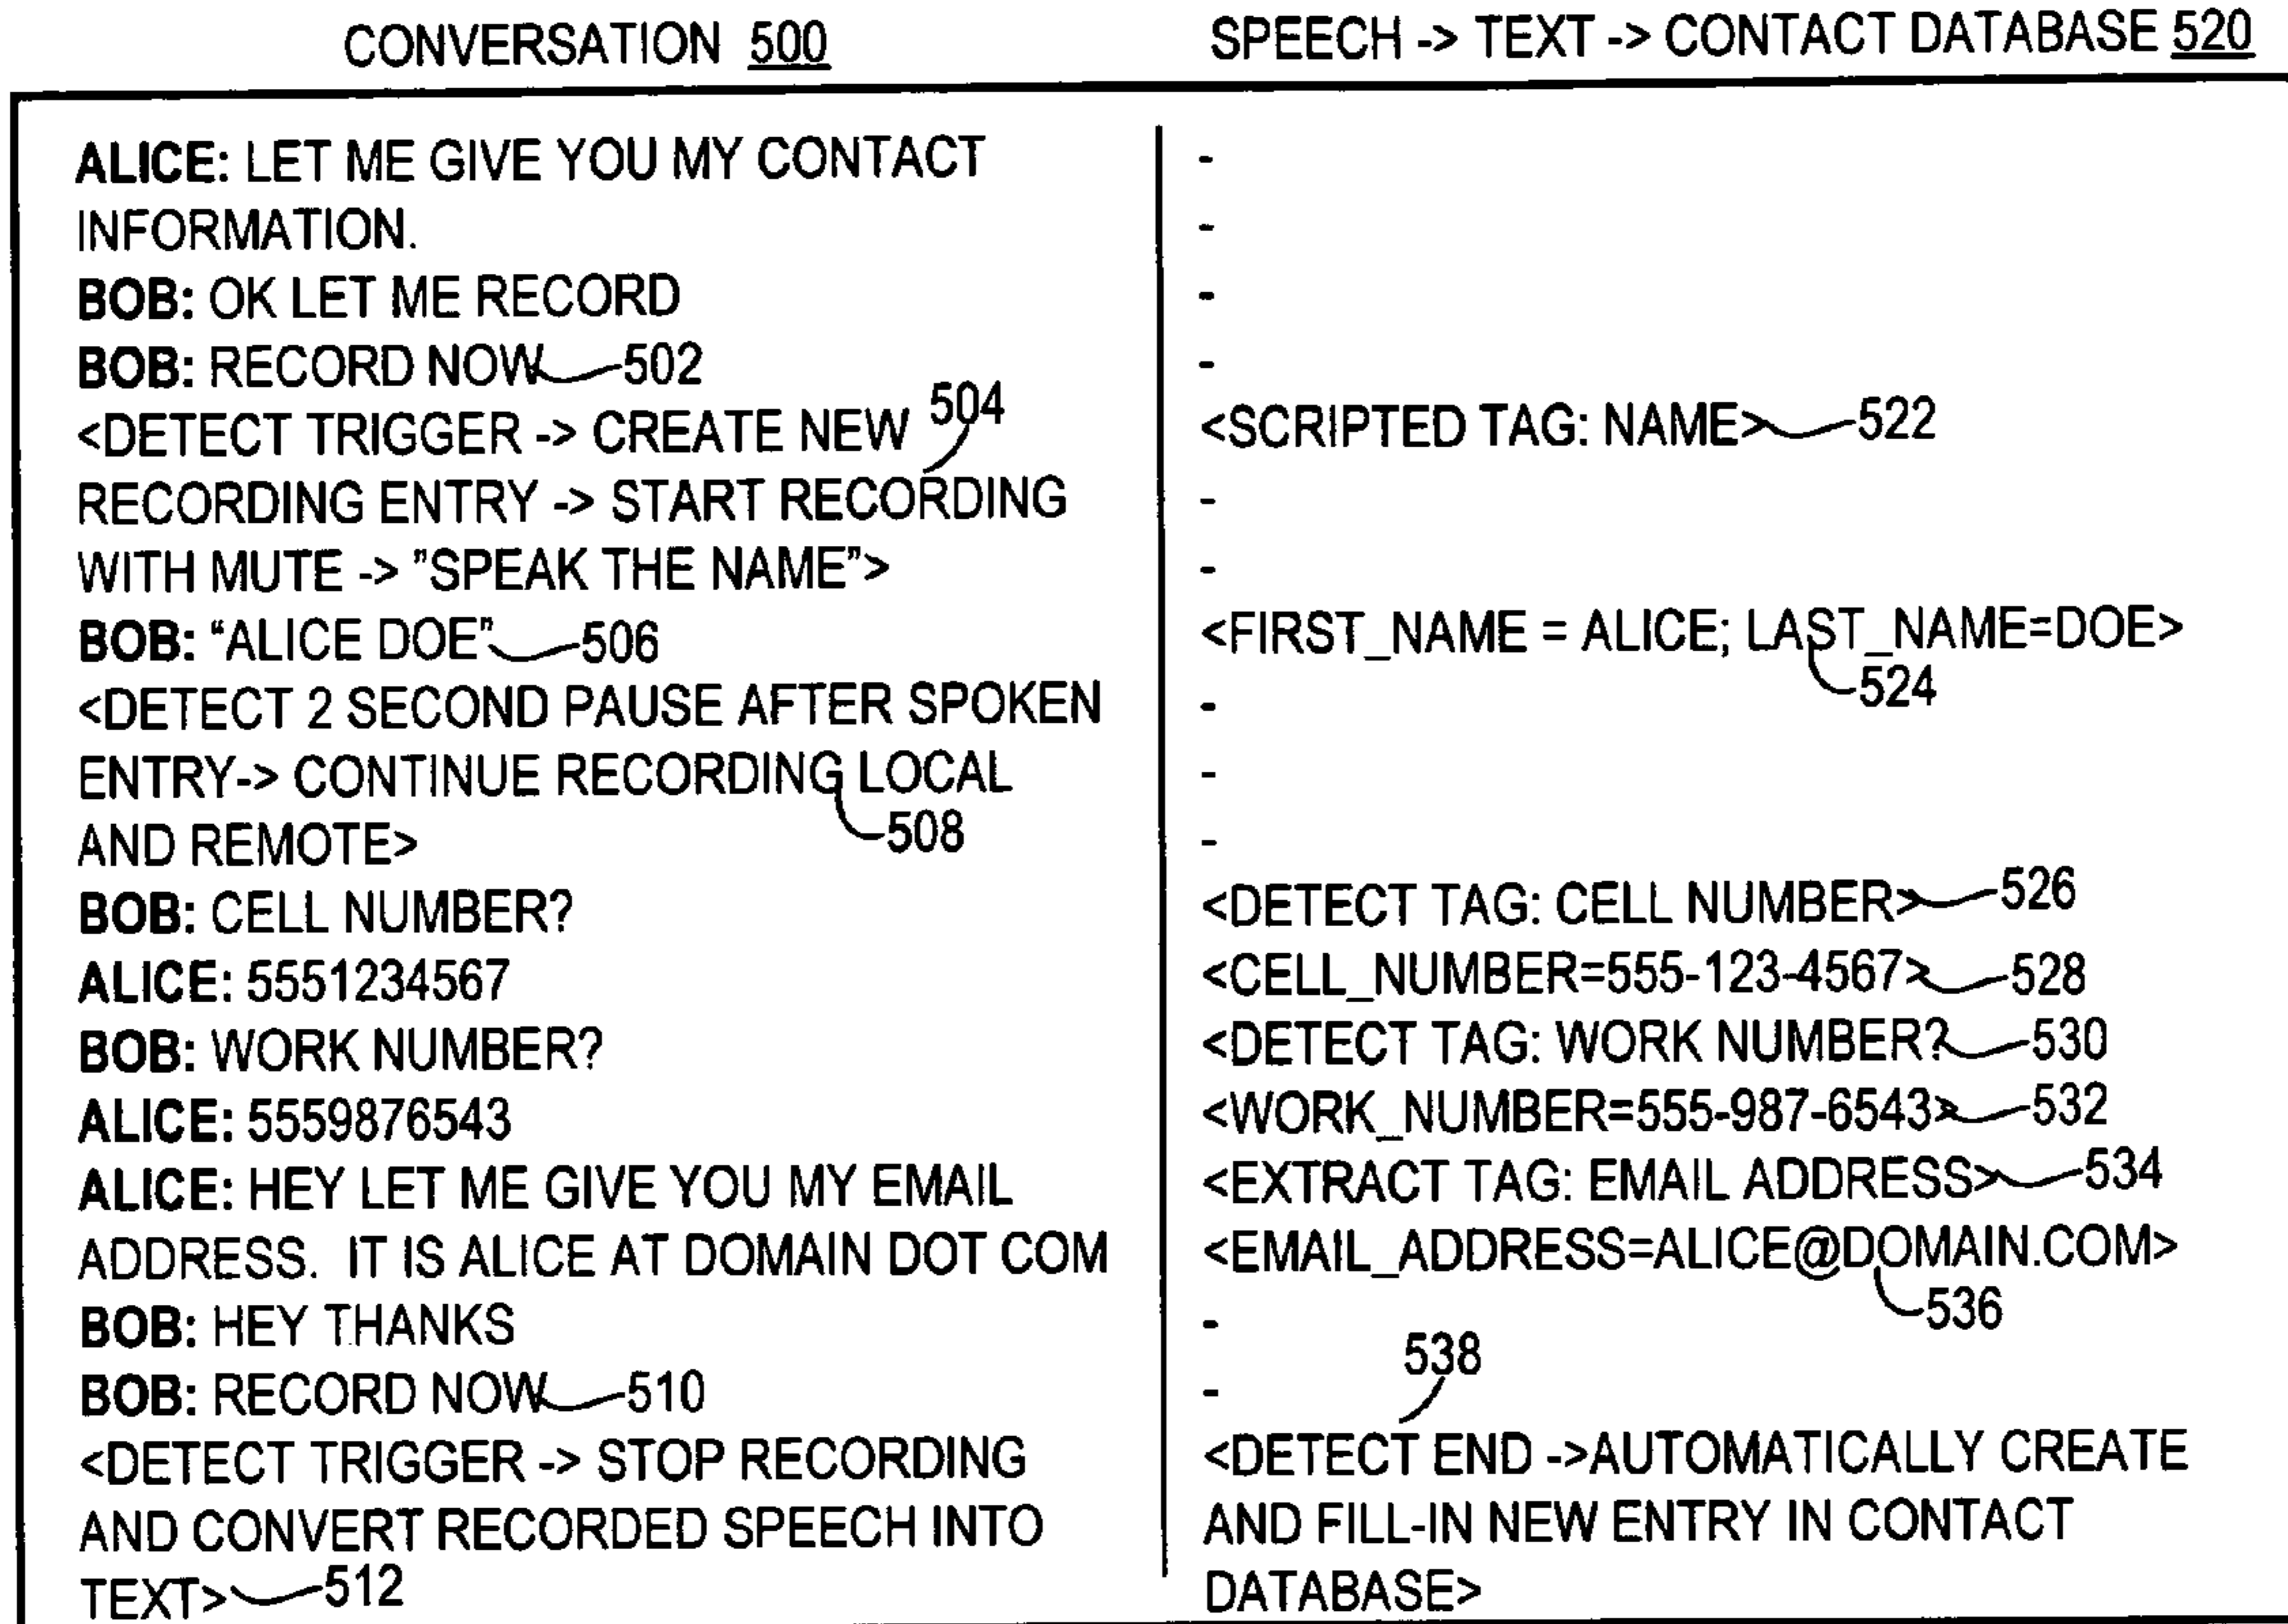 CONVERSATION 500
ALICE: LET ME GIVE YOU MY CONTACT
INFORMATION.
BOB: OK LET ME RECORD
BOB: RECORD NOW 502
<DETECT TRIGGER -> CREATE NEW 504
RECORDING ENTRY -> START RECORDING
WITH MUTE -> "SPEAK THE NAME">
BOB: "ALICE DOE" 506
<DETECT 2 SECOND PAUSE AFTER SPOKEN
ENTRY-> CONTINUE RECORDING LOCAL
508
AND REMOTE>
BOB: CELL NUMBER?
ALICE: 5551234567
BOB: WORK NUMBER?
ALICE: 5559876543
ALICE: HEY LET ME GIVE YOU MY EMAIL
ADDRESS. IT IS ALICE AT DOMAIN DOT COM
BOB: HEY THANKS
BOB: RECORD NOW 510
<DETECT TRIGGER -> STOP RECORDING
AND CONVERT RECORDED SPEECH INTO
TEXT> 512
SPEECH -> TEXT -> CONTACT DATABASE 520
-
-
-
-
<SCRIPTED TAG: NAME> 522
-
-
<FIRST_NAME = ALICE; LAST_NAME=DOE>
524
-
-
-
<DETECT TAG: CELL NUMBER> 526
<CELL_NUMBER=555-123-4567> 528
<DETECT TAG: WORK NUMBER? 530
<WORK_NUMBER=555-987-6543> 532
<EXTRACT TAG: EMAIL ADDRESS> 534
<EMAIL_ADDRESS=ALICE@DOMAIN.COM>
536
-
538
-
<DETECT END ->AUTOMATICALLY CREATE
AND FILL-IN NEW ENTRY IN CONTACT
DATABASE>